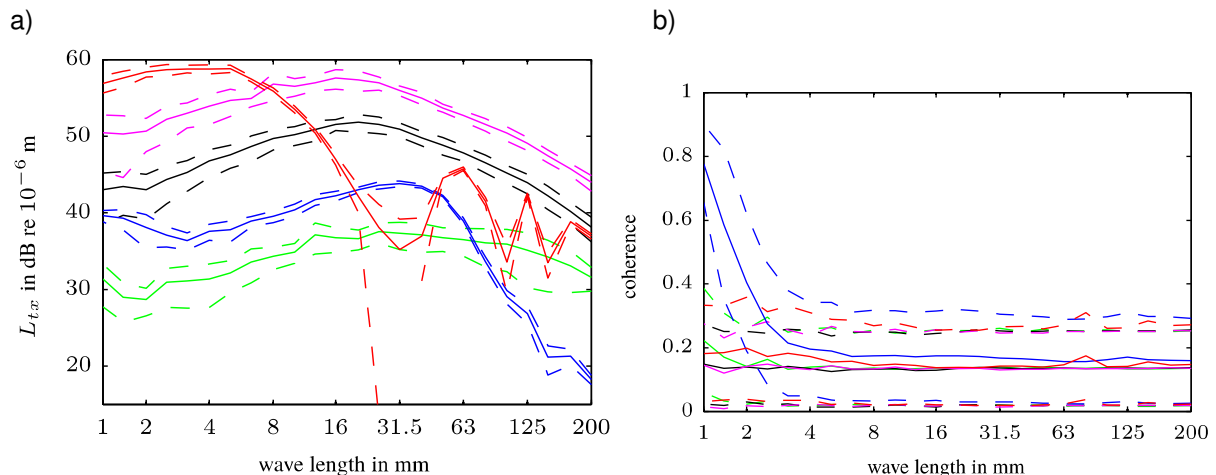 a)
b)
60
50
40
30
20
L_{tx} in dB re 10^{-6} m
1 2 4 8 16 31.5 63 125 200
wave length in mm
1
0.8
0.6
0.4
0.2
0
coherence
1 2 4 8 16 31.5 63 125 200
wave length in mm